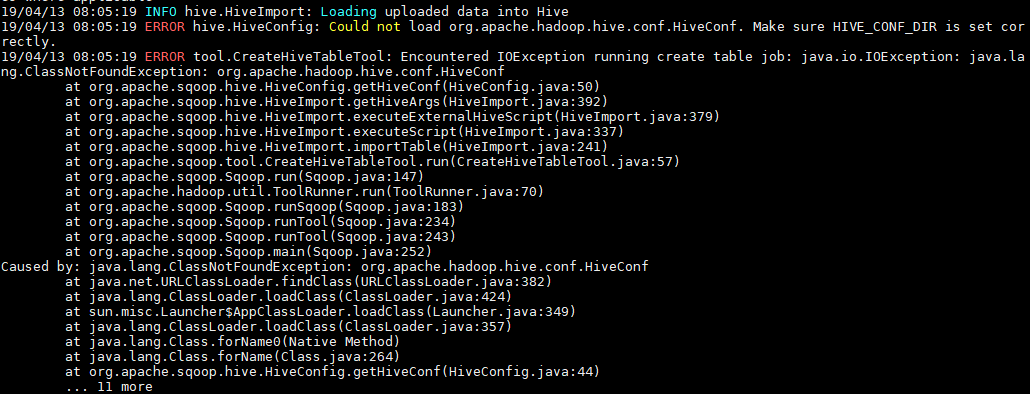 19/04/13 08:05:19 INFO hive.HiveImport: Loading uploaded data into Hive
19/04/13 08:05:19 ERROR hive.HiveConfig: Could not load org.apache.hadoop.hive.conf.HiveConf. Make sure HIVE_CONF_DIR is set cor
rectly.
19/04/13 08:05:19 ERROR tool.CreateHiveTableTool: Encountered IOException running create table job: java.io.IOException: java.la
ng.ClassNotFoundException: org.apache.hadoop.hive.conf.HiveConf
at org.apache.sqoop.hive.HiveConfig.getHiveConf(HiveConfig.java:50)
at org.apache.sqoop.hive.HiveImport.getHiveArgs(HiveImport.java:392)
at org.apache.sqoop.hive.HiveImport.executeExternalHiveScript(HiveImport.java:379)
at org.apache.sqoop.hive.HiveImport.executeScript(HiveImport.java:337)
at org.apache.sqoop.hive.HiveImport.importTable(HiveImport.java:241)
at org.apache.sqoop.tool.CreateHiveTableTool.run(CreateHiveTableTool.java:57)
at org.apache.sqoop.Sqoop.run(Sqoop.java:147)
at org.apache.hadoop.util.ToolRunner.run(ToolRunner.java:70)
at org.apache.sqoop.Sqoop.runSqoop(Sqoop.java:183)
at org.apache.sqoop.Sqoop.runTool(Sqoop.java:234)
at org.apache.sqoop.Sqoop.runTool(Sqoop.java:243)
at org.apache.sqoop.Sqoop.main(Sqoop.java:252)
Caused by: java.lang.ClassNotFoundException: org.apache.hadoop.hive.conf.HiveConf
at java.net.URLClassLoader.findClass(URLClassLoader.java:382)
at java.lang.ClassLoader.loadClass(ClassLoader.java:424)
at sun.misc.Launcher$AppClassLoader.loadClass(Launcher.java:349)
at java.lang.ClassLoader.loadClass(ClassLoader.java:357)
at java.lang.Class.forName0(Native Method)
at java.lang.Class.forName(Class.java:264)
at org.apache.sqoop.hive.HiveConfig.getHiveConf(HiveConfig.java:44)
... 11 more